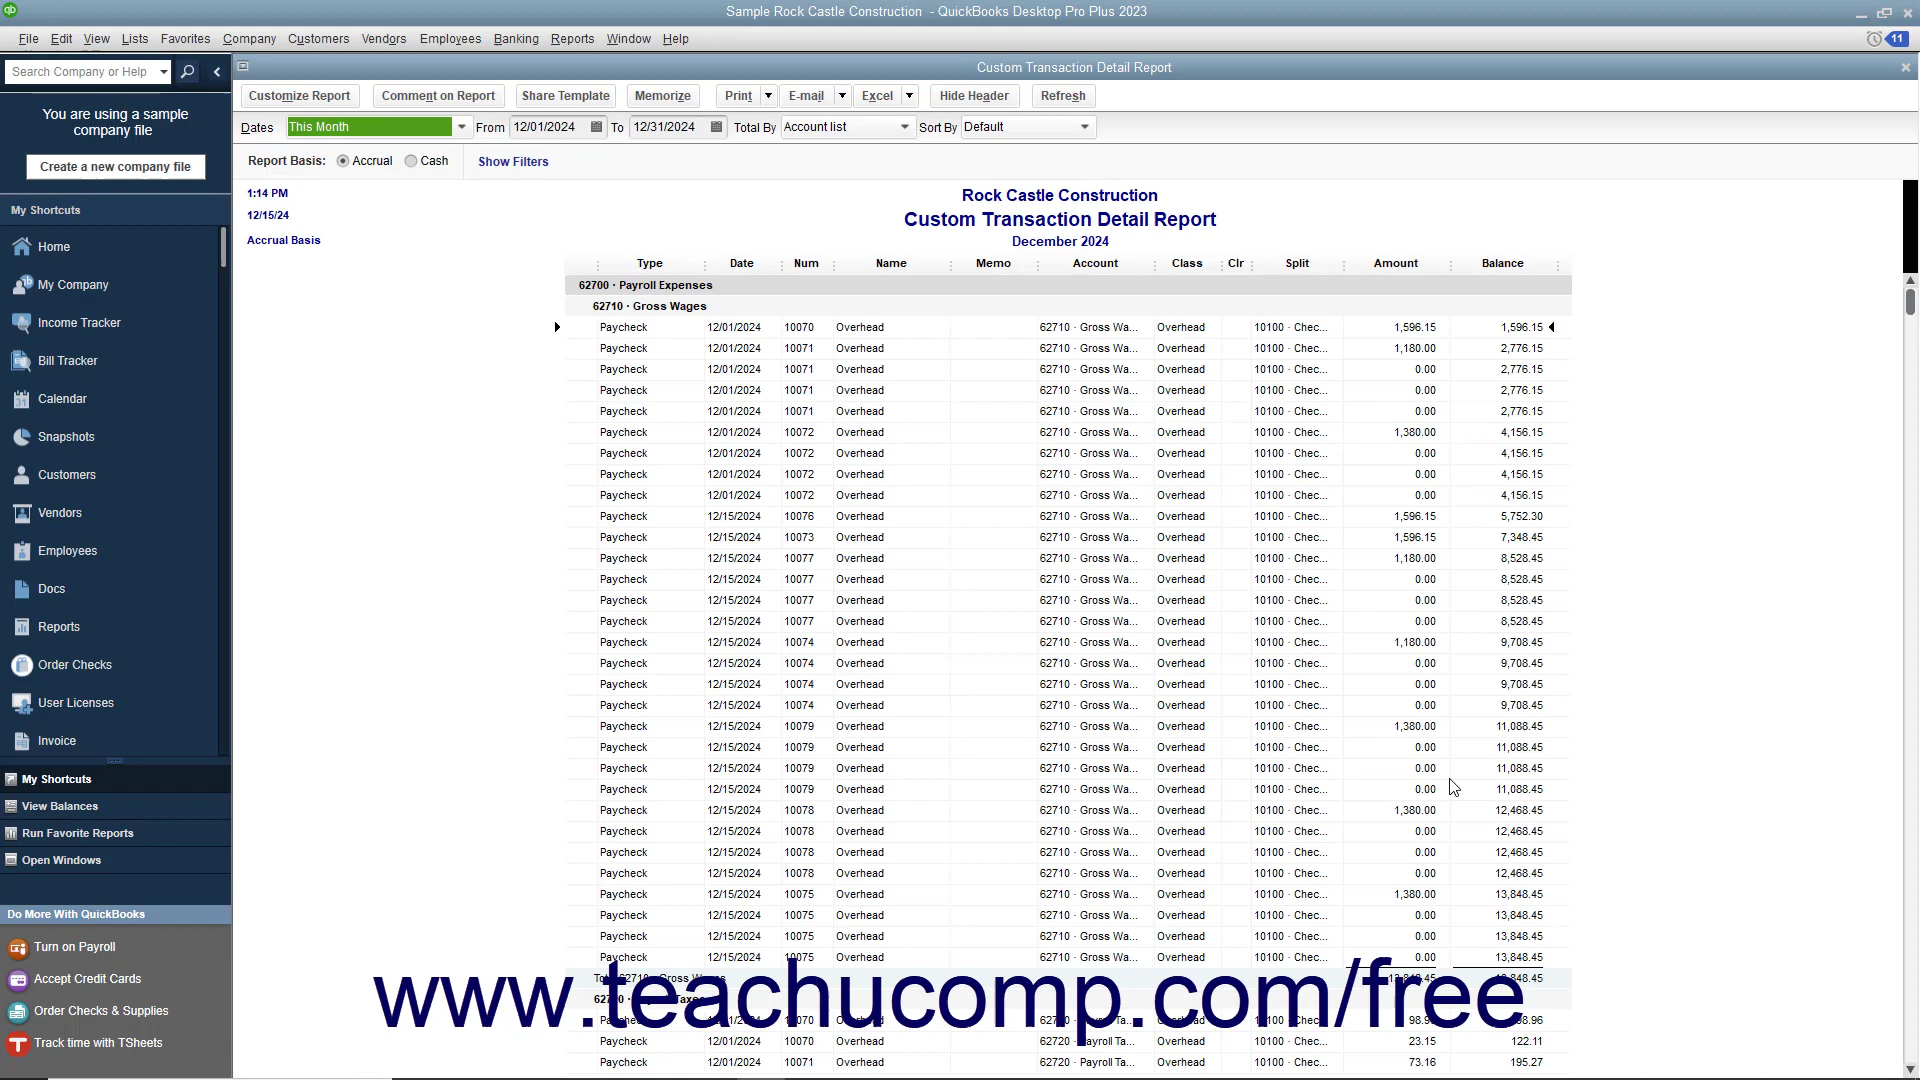 Sample Rock Castle Construction - QuickBooks Desktop Pro Plus 2023
File Edit View Lists Favorites Company Customers Vendors Employees Banking Reports Window Help 11
Search Company or Help
Custom Transaction Detail Report
You are using a sample
company file
Create a new company file
Customize Report Comment on Report Share Template Memorize Print E-mail Excel Hide Header Refresh
Dates This Month From 12/01/2024 To 12/31/2024 Total By Account list Sort By Default
Report Basis: Accrual Cash Show Filters
My Shortcuts
Home
My Company
Income Tracker
Bill Tracker
Calendar
Snapshots
Customers
Vendors
Employees
Docs
Reports
Order Checks
User Licenses
Invoice
My Shortcuts
View Balances
Run Favorite Reports
Open Windows
Do More With QuickBooks
Turn on Payroll
Accept Credit Cards
Order Checks & Supplies
Track time with TSheets
1:14 PM
12/15/24
Accrual Basis
Rock Castle Construction
Custom Transaction Detail Report
December 2024
Type Date Num Name Memo Account Class Clr Split Amount Balance
62700 · Payroll Expenses
62710 · Gross Wages
Paycheck 12/01/2024 10070 Overhead 62710 · Gross Wa... Overhead 10100 · Chec... 1,596.15 1,596.15
Paycheck 12/01/2024 10071 Overhead 62710 · Gross Wa... Overhead 10100 · Chec... 1,180.00 2,776.15
Paycheck 12/01/2024 10071 Overhead 62710 · Gross Wa... Overhead 10100 · Chec... 0.00 2,776.15
Paycheck 12/01/2024 10071 Overhead 62710 · Gross Wa... Overhead 10100 · Chec... 0.00 2,776.15
Paycheck 12/01/2024 10071 Overhead 62710 · Gross Wa... Overhead 10100 · Chec... 0.00 2,776.15
Paycheck 12/01/2024 10072 Overhead 62710 · Gross Wa... Overhead 10100 · Chec... 1,380.00 4,156.15
Paycheck 12/01/2024 10072 Overhead 62710 · Gross Wa... Overhead 10100 · Chec... 0.00 4,156.15
Paycheck 12/01/2024 10072 Overhead 62710 · Gross Wa... Overhead 10100 · Chec... 0.00 4,156.15
Paycheck 12/01/2024 10072 Overhead 62710 · Gross Wa... Overhead 10100 · Chec... 0.00 4,156.15
Paycheck 12/15/2024 10076 Overhead 62710 · Gross Wa... Overhead 10100 · Chec... 1,596.15 5,752.30
Paycheck 12/15/2024 10073 Overhead 62710 · Gross Wa... Overhead 10100 · Chec... 1,596.15 7,348.45
Paycheck 12/15/2024 10077 Overhead 62710 · Gross Wa... Overhead 10100 · Chec... 1,180.00 8,528.45
Paycheck 12/15/2024 10077 Overhead 62710 · Gross Wa... Overhead 10100 · Chec... 0.00 8,528.45
Paycheck 12/15/2024 10077 Overhead 62710 · Gross Wa... Overhead 10100 · Chec... 0.00 8,528.45
Paycheck 12/15/2024 10077 Overhead 62710 · Gross Wa... Overhead 10100 · Chec... 0.00 8,528.45
Paycheck 12/15/2024 10074 Overhead 62710 · Gross Wa... Overhead 10100 · Chec... 1,180.00 9,708.45
Paycheck 12/15/2024 10074 Overhead 62710 · Gross Wa... Overhead 10100 · Chec... 0.00 9,708.45
Paycheck 12/15/2024 10074 Overhead 62710 · Gross Wa... Overhead 10100 · Chec... 0.00 9,708.45
Paycheck 12/15/2024 10074 Overhead 62710 · Gross Wa... Overhead 10100 · Chec... 0.00 9,708.45
Paycheck 12/15/2024 10079 Overhead 62710 · Gross Wa... Overhead 10100 · Chec... 1,380.00 11,088.45
Paycheck 12/15/2024 10079 Overhead 62710 · Gross Wa... Overhead 10100 · Chec... 0.00 11,088.45
Paycheck 12/15/2024 10079 Overhead 62710 · Gross Wa... Overhead 10100 · Chec... 0.00 11,088.45
Paycheck 12/15/2024 10079 Overhead 62710 · Gross Wa... Overhead 10100 · Chec... 0.00 11,088.45
Paycheck 12/15/2024 10078 Overhead 62710 · Gross Wa... Overhead 10100 · Chec... 1,380.00 12,468.45
Paycheck 12/15/2024 10078 Overhead 62710 · Gross Wa... Overhead 10100 · Chec... 0.00 12,468.45
Paycheck 12/15/2024 10078 Overhead 62710 · Gross Wa... Overhead 10100 · Chec... 0.00 12,468.45
Paycheck 12/15/2024 10078 Overhead 62710 · Gross Wa... Overhead 10100 · Chec... 0.00 12,468.45
Paycheck 12/15/2024 10075 Overhead 62710 · Gross Wa... Overhead 10100 · Chec... 1,380.00 13,848.45
Paycheck 12/15/2024 10075 Overhead 62710 · Gross Wa... Overhead 10100 · Chec... 0.00 13,848.45
Paycheck 12/15/2024 10075 Overhead 62710 · Gross Wa... Overhead 10100 · Chec... 0.00 13,848.45
Paycheck 12/15/2024 10075 Overhead 62710 · Gross Wa... Overhead 10100 · Chec... 0.00 13,848.45
www.teachucomp.com/free
Paycheck 12/01/2024 10070 Overhead 62720 · Payroll Ta... Overhead 10100 · Chec... 23.15 122.11
Paycheck 12/01/2024 10071 Overhead 62720 · Payroll Ta... Overhead 10100 · Chec... 73.16 195.27